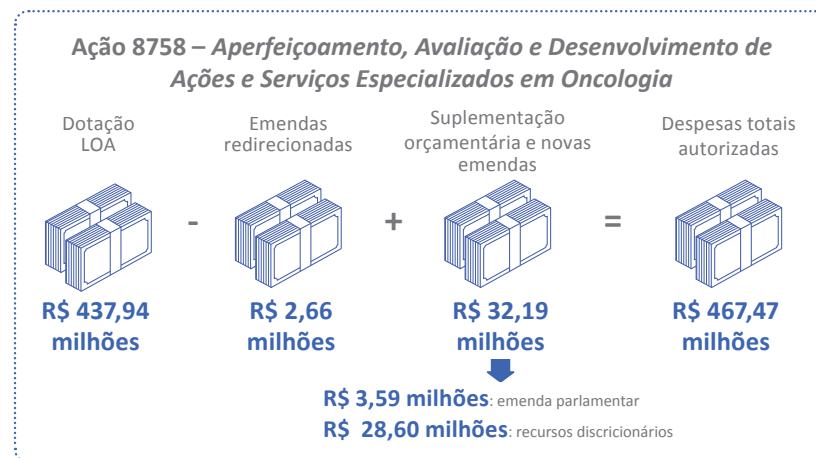 Ação 8758 – Aperfeiçoamento, Avaliação e Desenvolvimento de
Ações e Serviços Especializados em Oncologia
Dotação
LOA
Emendas
redirecionadas
Suplementação
orçamentária e novas
emendas
Despesas totais
autorizadas
- + =
R$ 437,94
milhões
R$ 2,66
milhões
R$ 32,19
milhões
R$ 467,47
milhões
R$ 3,59 milhões: emenda parlamentar
R$ 28,60 milhões: recursos discricionários